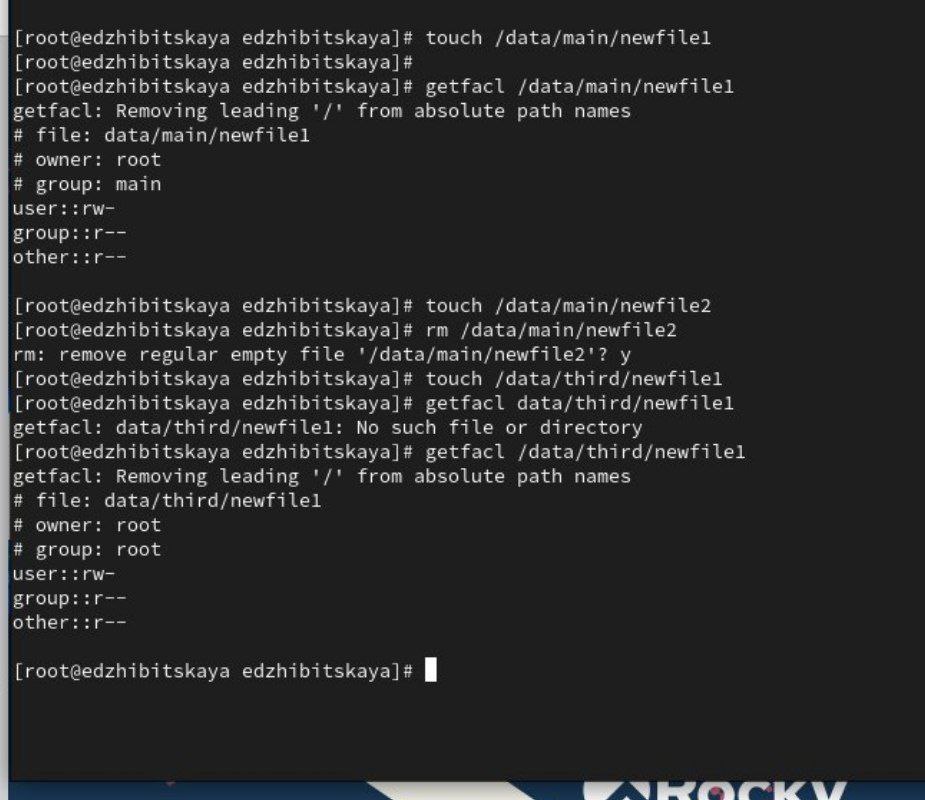 [root@edzhibitskaya edzhibitskaya]# touch /data/main/newfile1
[root@edzhibitskaya edzhibitskaya]#
[root@edzhibitskaya edzhibitskaya]# getfacl /data/main/newfile1
getfacl: Removing leading '/' from absolute path names
# file: data/main/newfile1
# owner: root
# group: main
user::rw-
group::r--
other::r--

[root@edzhibitskaya edzhibitskaya]# touch /data/main/newfile2
[root@edzhibitskaya edzhibitskaya]# rm /data/main/newfile2
rm: remove regular empty file '/data/main/newfile2'? y
[root@edzhibitskaya edzhibitskaya]# touch /data/third/newfile1
[root@edzhibitskaya edzhibitskaya]# getfacl data/third/newfile1
getfacl: data/third/newfile1: No such file or directory
[root@edzhibitskaya edzhibitskaya]# getfacl /data/third/newfile1
getfacl: Removing leading '/' from absolute path names
# file: data/third/newfile1
# owner: root
# group: root
user::rw-
group::r--
other::r--

[root@edzhibitskaya edzhibitskaya]#
ROCKY